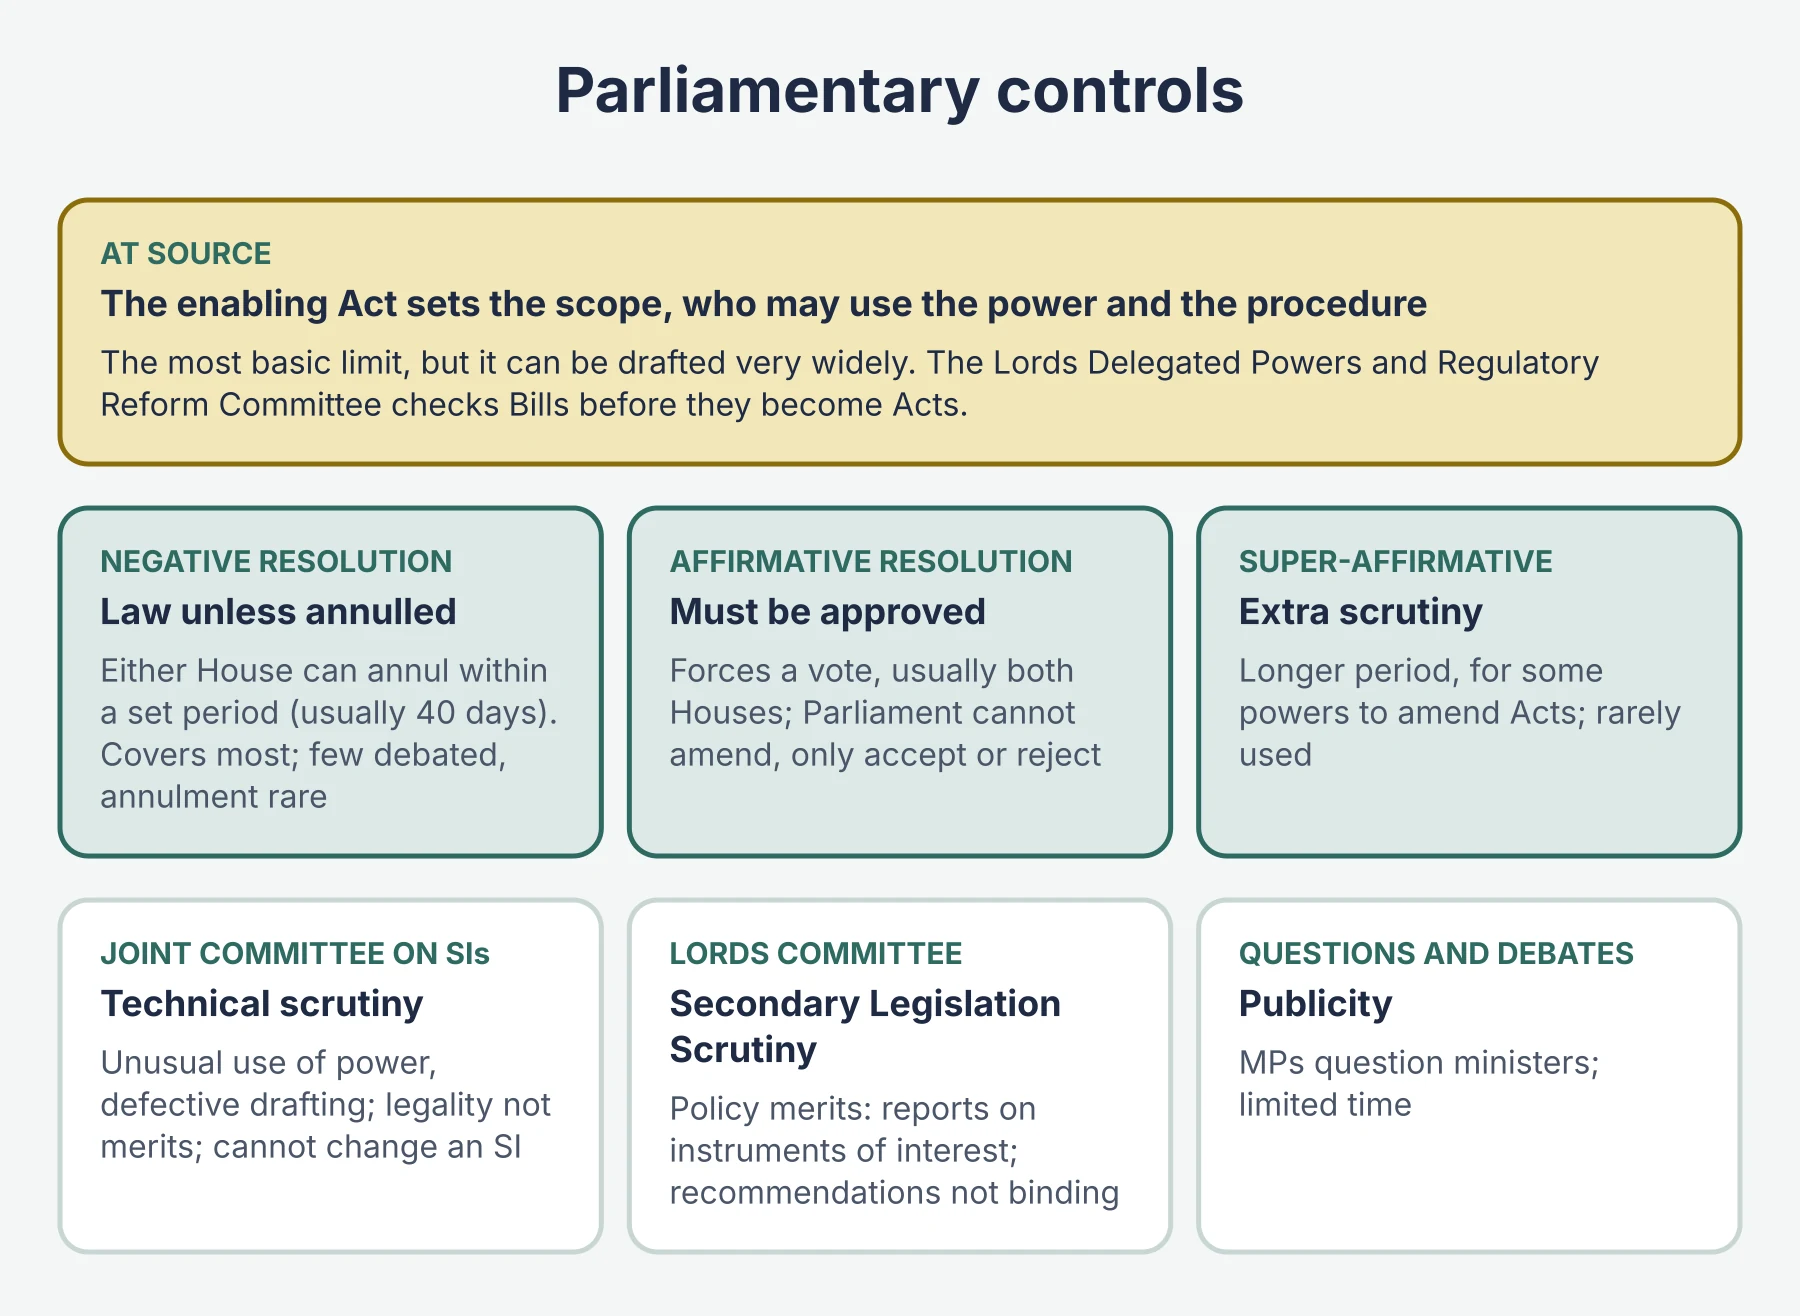 Parliamentary controls
AT SOURCE
The enabling Act sets the scope, who may use the power and the procedure
The most basic limit, but it can be drafted very widely. The Lords Delegated Powers and Regulatory
Reform Committee checks Bills before they become Acts.
NEGATIVE RESOLUTION
Law unless annulled
Either House can annul within
a set period (usually 40 days).
Covers most; few debated,
annulment rare
AFFIRMATIVE RESOLUTION
Must be approved
Forces a vote, usually both
Houses; Parliament cannot
amend, only accept or reject
SUPER-AFFIRMATIVE
Extra scrutiny
Longer period, for some
powers to amend Acts; rarely
used
JOINT COMMITTEE ON SIs
Technical scrutiny
Unusual use of power,
defective drafting; legality not
merits; cannot change an SI
LORDS COMMITTEE
Secondary Legislation
Scrutiny
Policy merits: reports on
instruments of interest;
recommendations not binding
QUESTIONS AND DEBATES
Publicity
MPs question ministers;
limited time